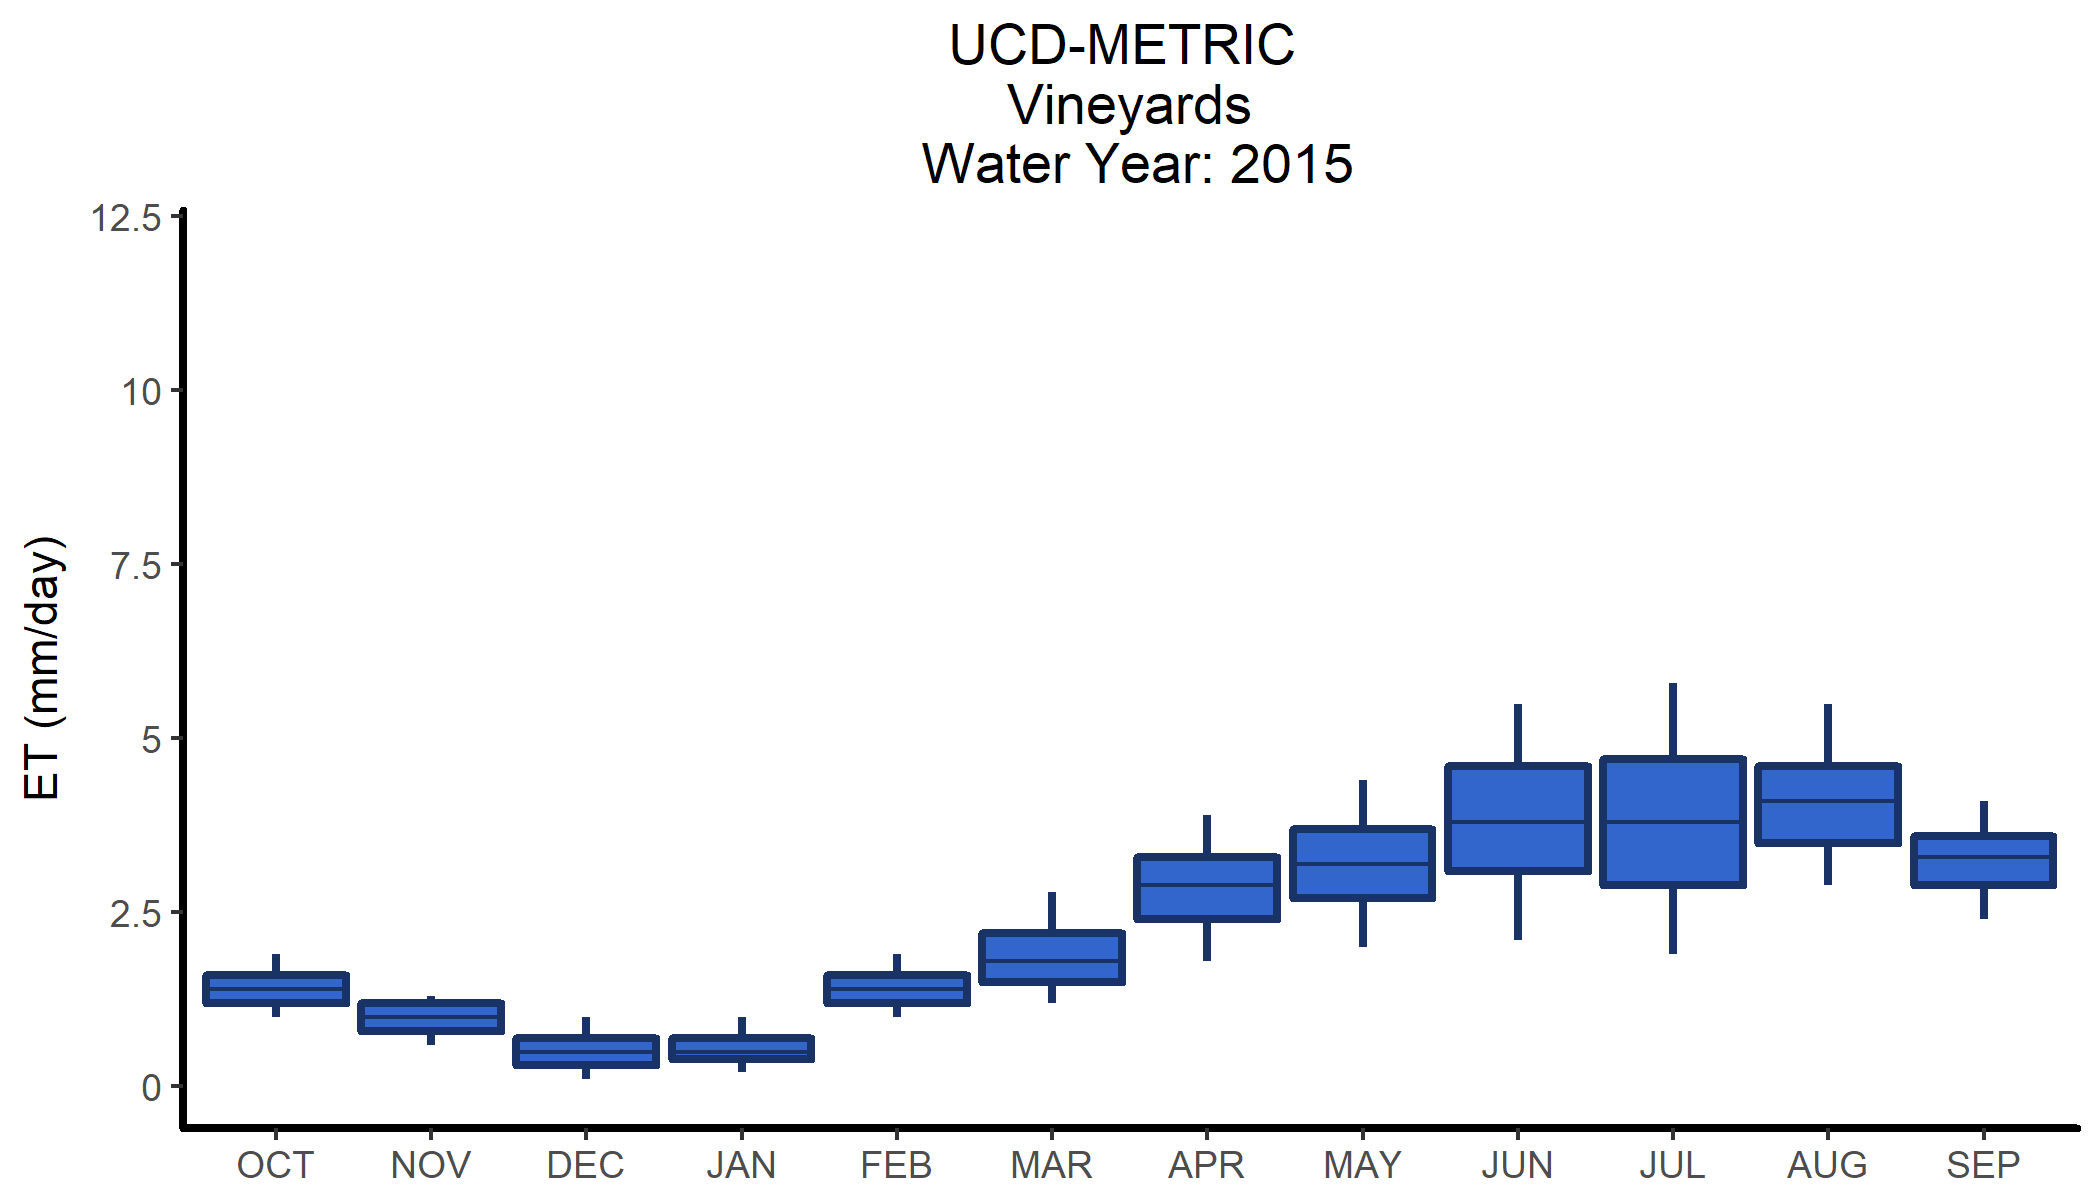 UCD-METRIC
Vineyards
Water Year: 2015
12.5
10
7.5
5
2.5
0
ET (mm/day)
OCT NOV DEC JAN FEB MAR APR MAY JUN JUL AUG SEP